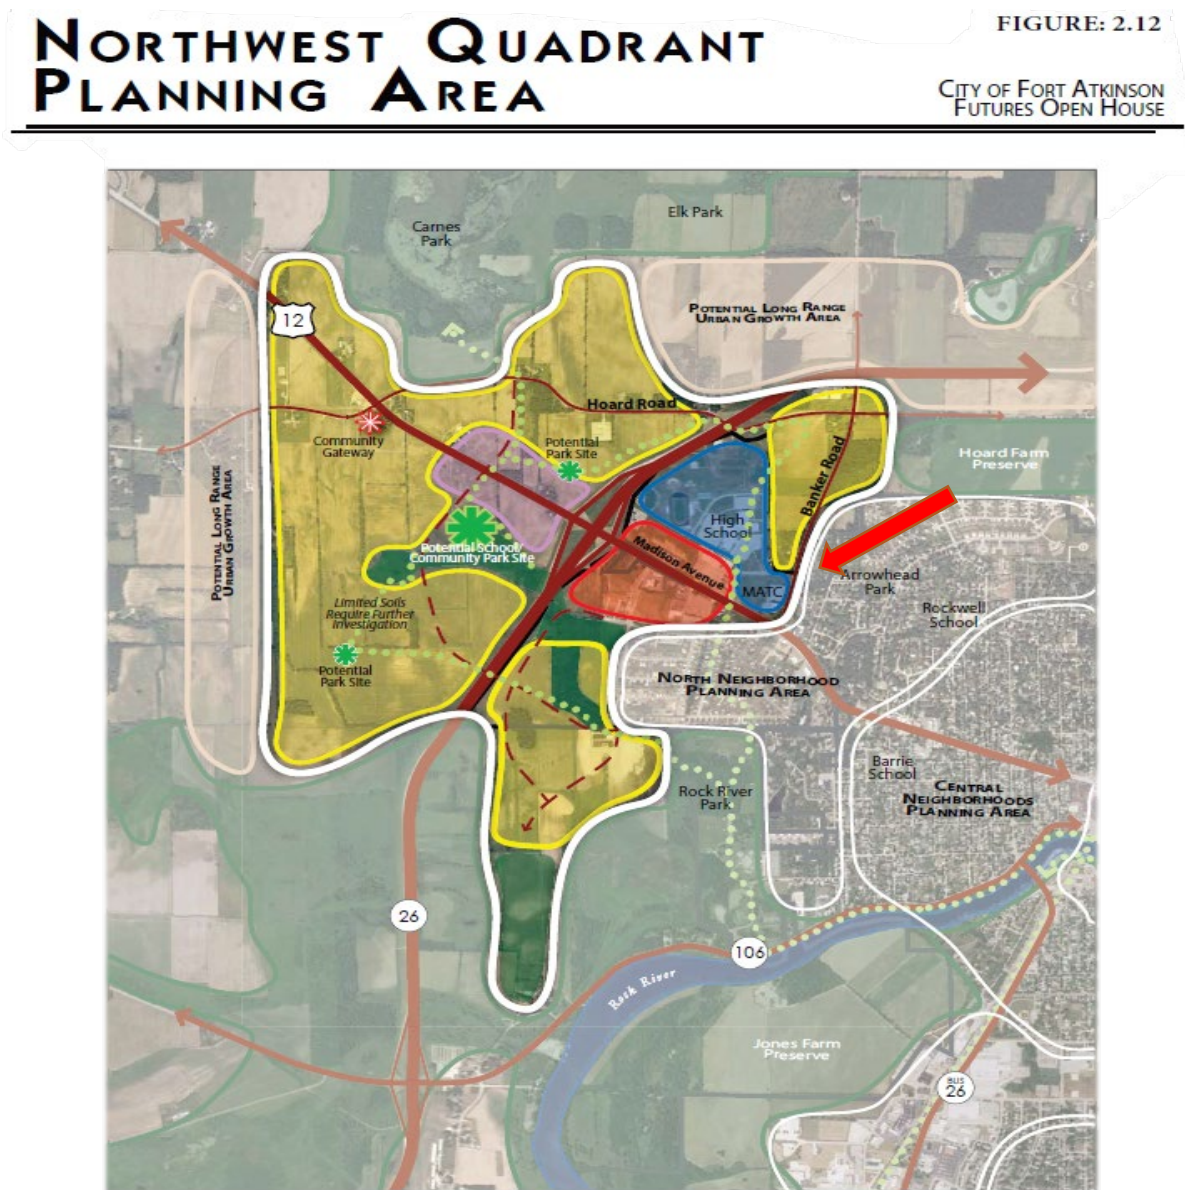 NORTHWEST QUADRANT
PLANNING AREA
FIGURE: 2.12
CITY OF FORT ATKINSON
FUTURES OPEN HOUSE
Elk Park
Carnes
Park
12
POTENTIAL LONG RANGE
URBAN GROWTH AREA
Hoard Road
Community
Gateway
Potential
Park Site
Banker Road
Hoard Farm
Preserve
POTENTIAL LONG RANGE
URBAN GROWTH AREA
High
School
Potential School/
Community Park Site
Madison Avenue
MATC
Arrowhead
Park
Rockwell
School
Limited Soils
Require Further
Investigation
Potential
Park Site
NORTH NEIGHBORHOOD
PLANNING AREA
Barrie
School
Rock River
Park
CENTRAL
NEIGHBORHOODS
PLANNING AREA
26
106
Rock River
Jones Farm
Preserve
BUS
26